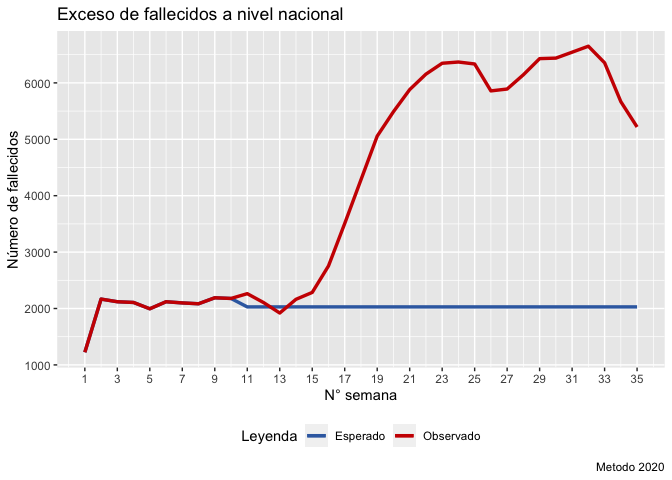 Exceso de fallecidos a nivel nacional
Número de fallecidos
6000
5000
4000
3000
2000
1000
1 3 5 7 9 11 13 15 17 19 21 23 25 27 29 31 33 35
N° semana
Leyenda Esperado Observado
Metodo 2020